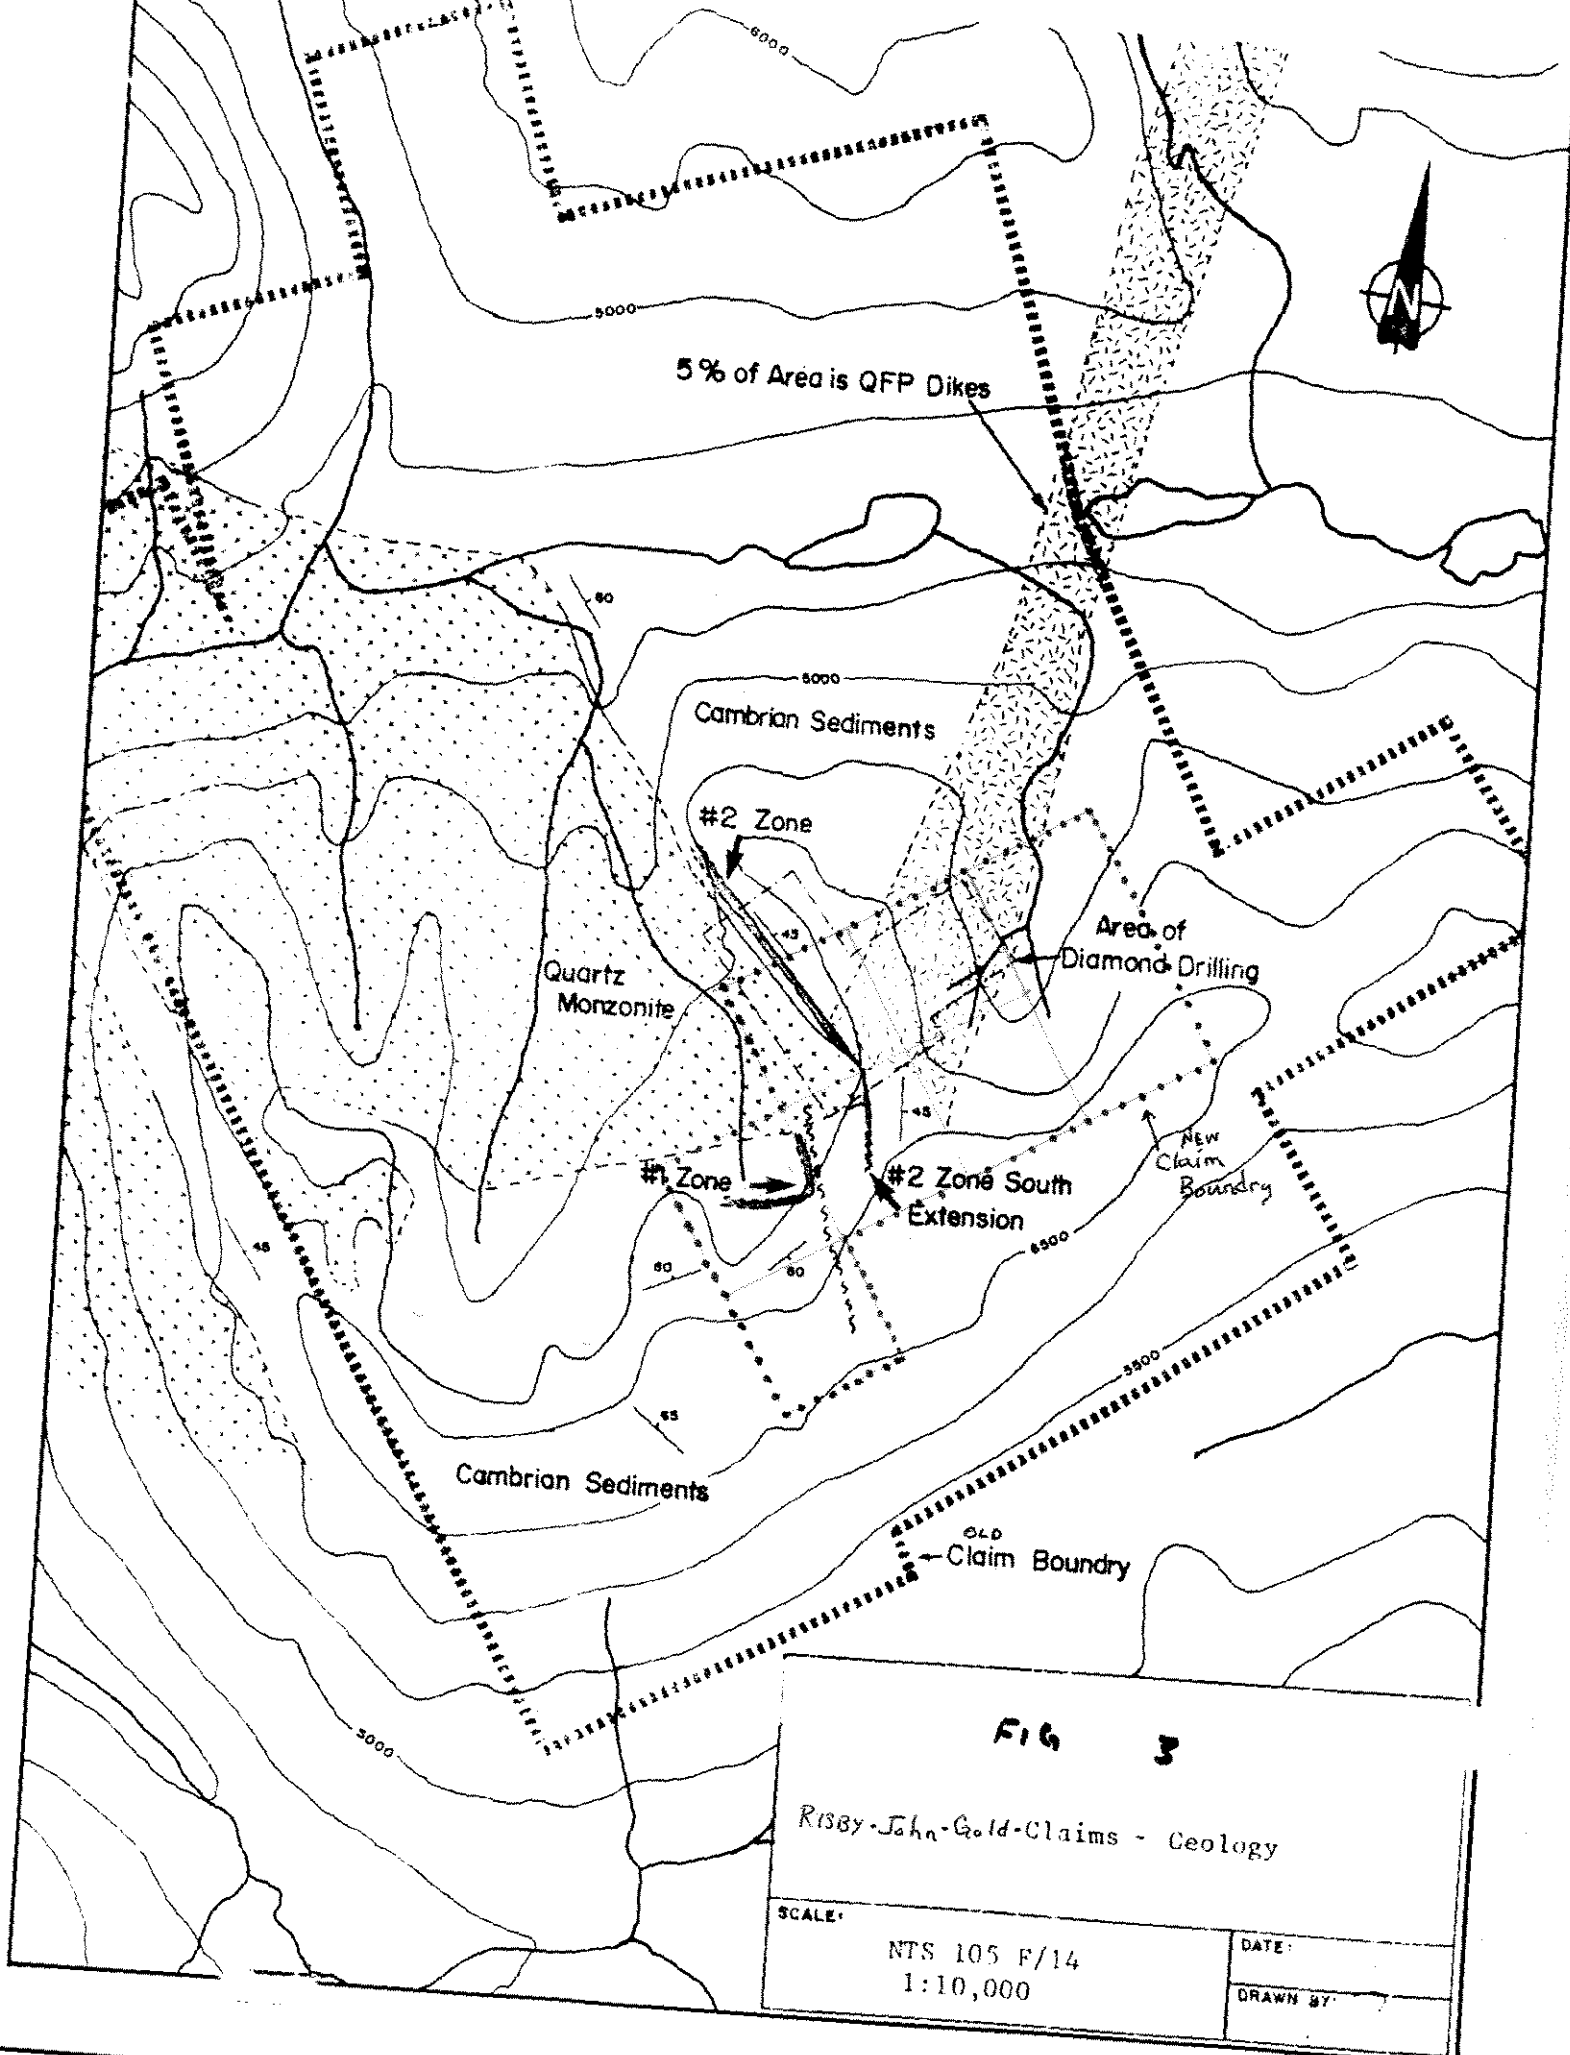 6000
N
5000
5% of Area is QFP Dikes
60
5000
Cambrian Sediments
#2 Zone
45
Area of
Diamond Drilling
Quartz
Monzonite
45
NEW
Claim
Boundry
#1 Zone
#2 Zone South
Extension
6500
45
60
60
5500
55
Cambrian Sediments
OLD
Claim Boundry
5000
FIG 3
RISBY-John-Gold-Claims - Geology
SCALE:
NTS 105 F/14
1:10,000
DATE:
DRAWN BY: